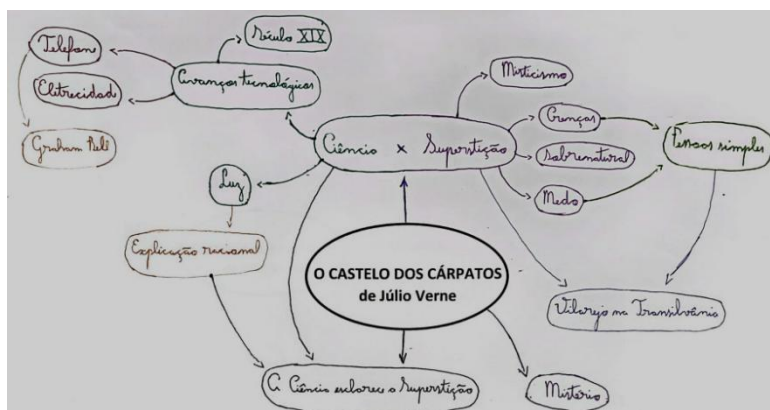 Século XIX
Telefone
Avanços tecnológicos
Eletrecidade
Graham Bell
Misticismo
Crenças
Ciência x Superstição
Sobrenatural
Pessoas simples
Medo
Luz
Explicação racional
O CASTELO DOS CÁRPATOS
de Júlio Verne
Vilarejo na Transilvânia
A Ciência esclarece a Superstição
Mistério